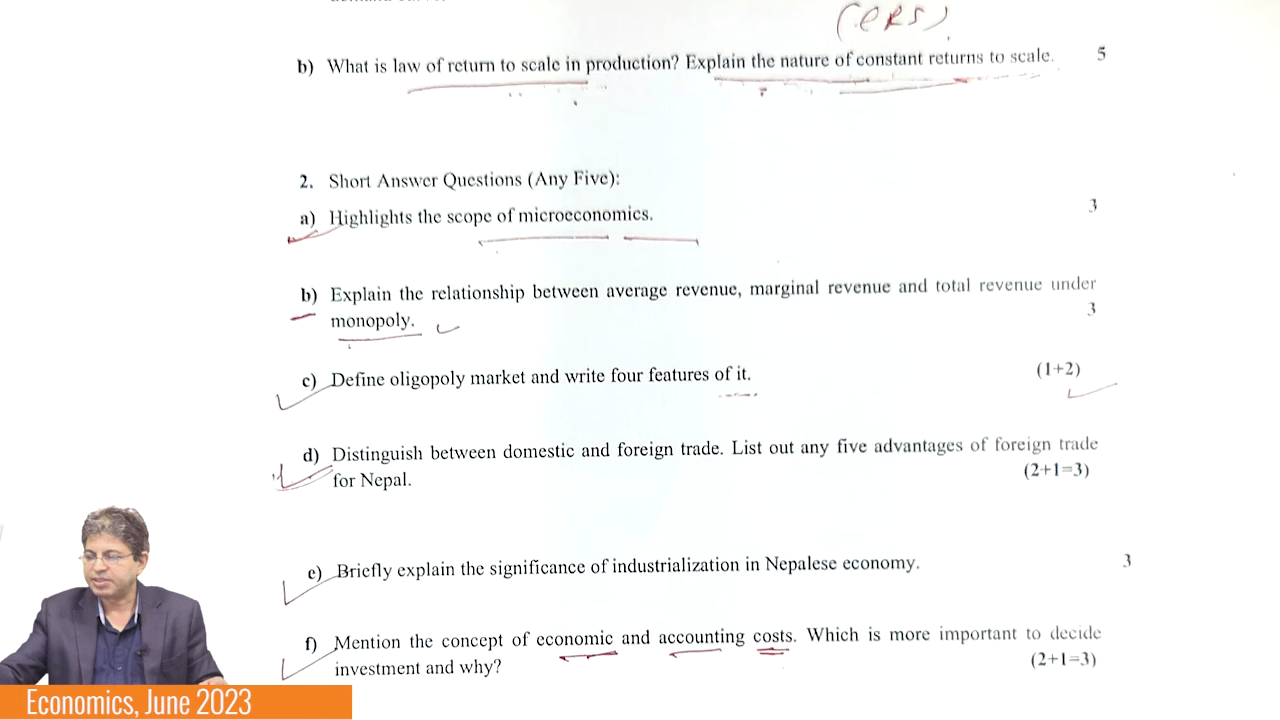 (CRS)
b) What is law of return to scale in production? Explain the nature of constant returns to scale. 5
2. Short Answer Questions (Any Five):
a) Highlights the scope of microeconomics. 3
b) Explain the relationship between average revenue, marginal revenue and total revenue under
monopoly. 3
c) Define oligopoly market and write four features of it. (1+2)
d) Distinguish between domestic and foreign trade. List out any five advantages of foreign trade
for Nepal. (2+1=3)
e) Briefly explain the significance of industrialization in Nepalese economy. 3
f) Mention the concept of economic and accounting costs. Which is more important to decide
investment and why? (2+1=3)
Economics, June 2023